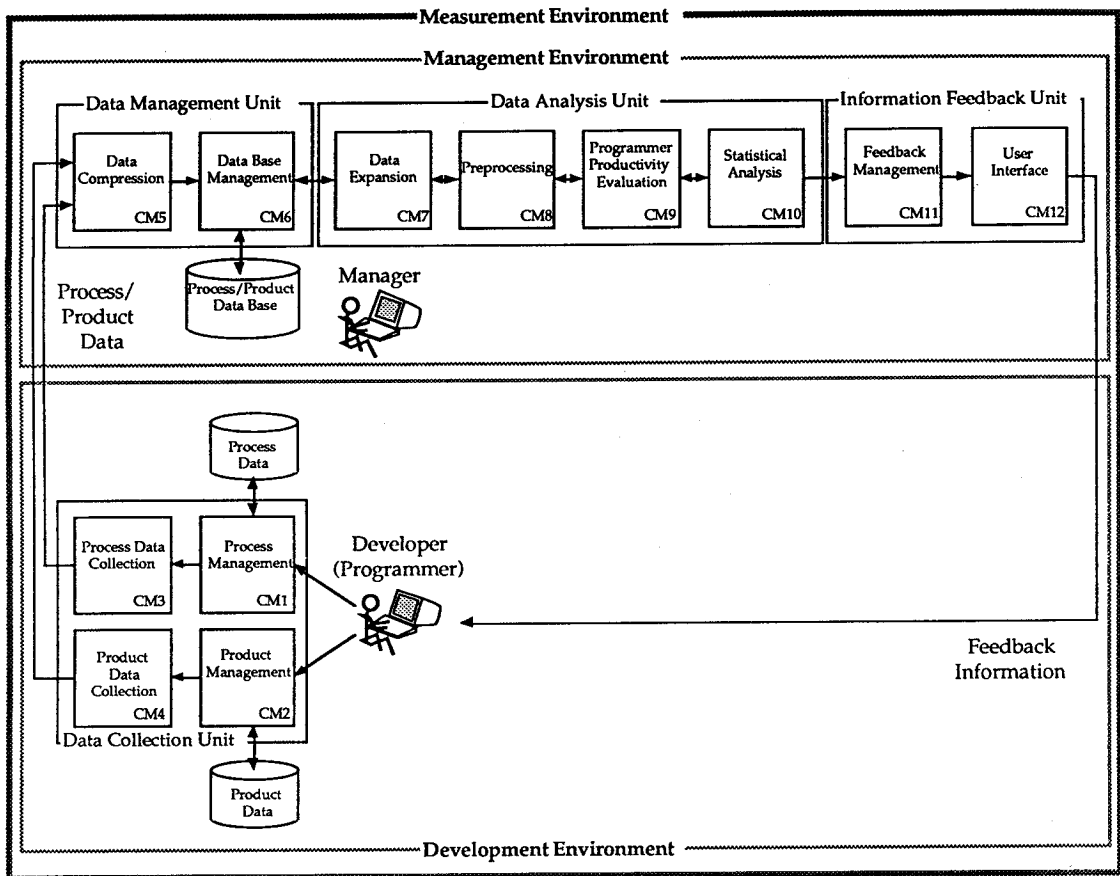 Measurement Environment
Management Environment
Data Management Unit
Data Analysis Unit
Information Feedback Unit
Data
Compression
CM5
Data Base
Management
CM6
Data
Expansion
CM7
Preprocessing
CM8
Programmer
Productivity
Evaluation
CM9
Statistical
Analysis
CM10
Feedback
Management
CM11
User
Interface
CM12
Process/Product
Data Base
Manager
Process/
Product
Data
Process
Data
Process Data
Collection
CM3
Process
Management
CM1
Developer
(Programmer)
Product
Data
Collection
CM4
Product
Management
CM2
Data Collection Unit
Product
Data
Feedback
Information
Development Environment